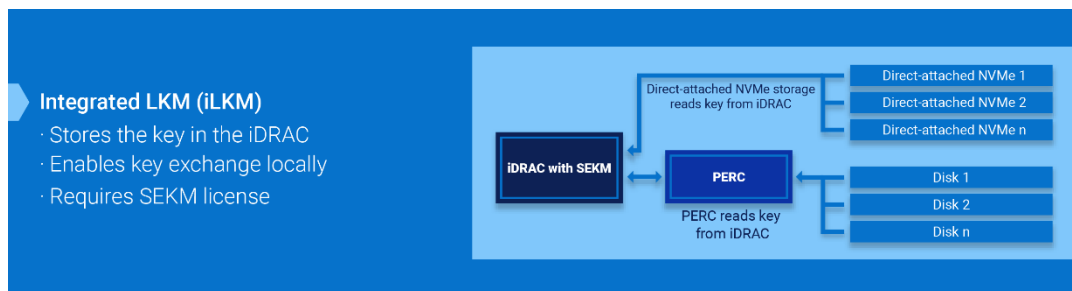 Integrated LKM (iLKM)
· Stores the key in the iDRAC
· Enables key exchange locally
· Requires SEKM license
Direct-attached NVMe storage
reads key from iDRAC
Direct-attached NVMe 1
Direct-attached NVMe 2
Direct-attached NVMe n
iDRAC with SEKM
PERC
PERC reads key
from iDRAC
Disk 1
Disk 2
Disk n